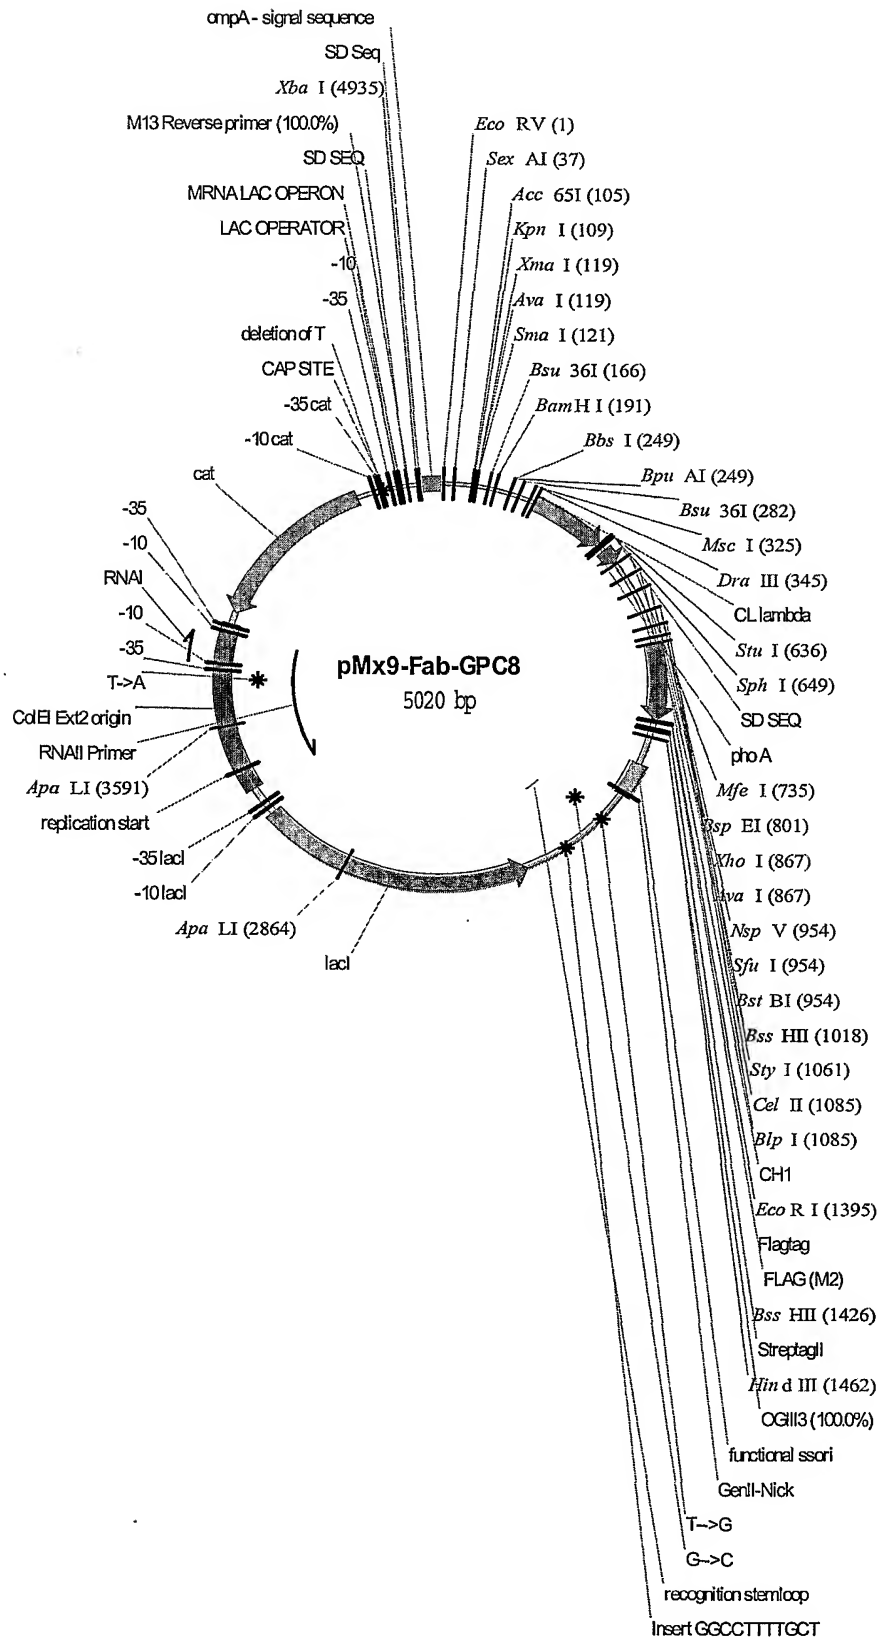 ompA - signal sequence
SD Seq
Xba I (4935)
M13 Reverse primer (100.0%)
SD SEQ
MRNA LAC OPERON
LAC OPERATOR
-10
-35
deletion of T
CAP SITE
-35 cat
-10 cat
cat
-35
-10
RNAI
-10
-35
T->A
ColEI Ext2 origin
RNAII Primer
Apa LI (3591)
replication start
-35 lacI
-10 lacI
Apa LI (2864)
lacI
pMx9-Fab-GPC8
5020 bp
Eco RV (1)
Sex AI (37)
Acc 65I (105)
Kpn I (109)
Xma I (119)
Ava I (119)
Sma I (121)
Bsu 36I (166)
BamH I (191)
Bbs I (249)
Bpu AI (249)
Bsu 36I (282)
Msc I (325)
Dra III (345)
CL lambda
Stu I (636)
Sph I (649)
SD SEQ
pho A
Mfe I (735)
Bsp EI (801)
Xho I (867)
Ava I (867)
Nsp V (954)
Sfu I (954)
Bst BI (954)
Bss HII (1018)
Sty I (1061)
Cel II (1085)
Blp I (1085)
CH1
Eco R I (1395)
Flagtag
FLAG (M2)
Bss HII (1426)
StreptagII
Hin d III (1462)
OGIII3 (100.0%)
functional ssori
GenII-Nick
T-->G
G-->C
recognition stemloop
Insert GGCCTTTTGCT